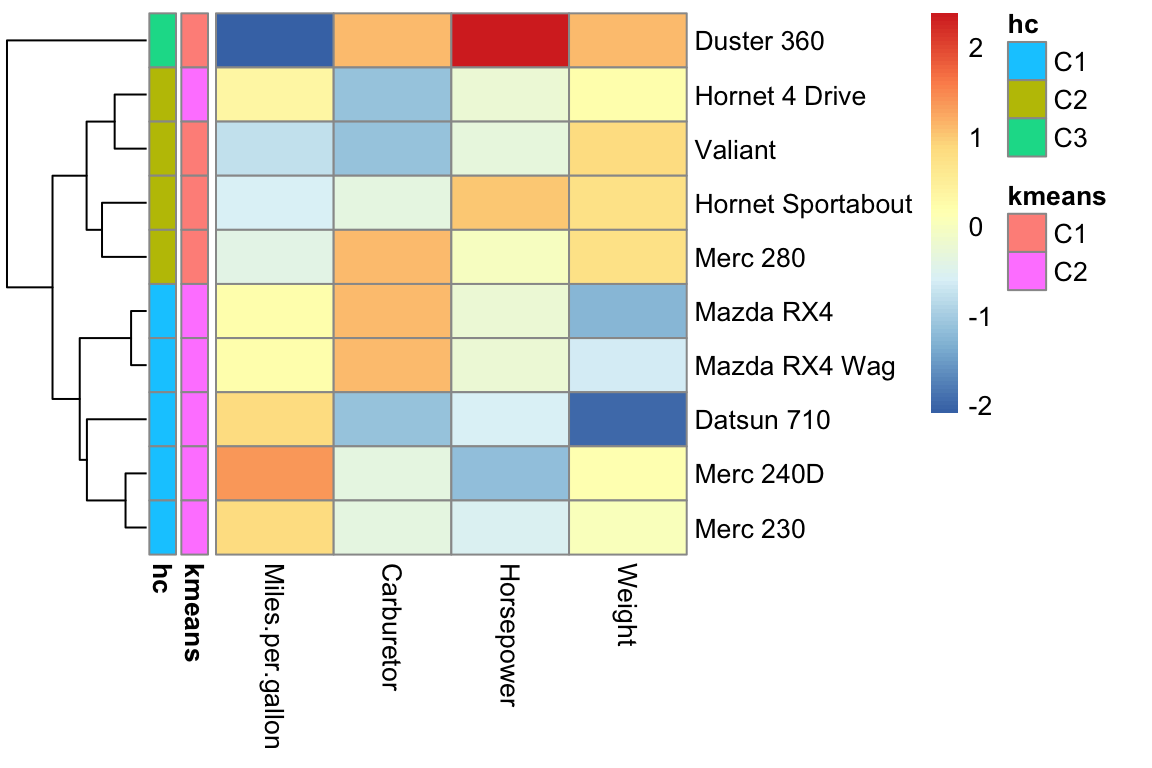 Duster 360
Hornet 4 Drive
Valiant
Hornet Sportabout
Merc 280
Mazda RX4
Mazda RX4 Wag
Datsun 710
Merc 240D
Merc 230
hc
kmeans
Miles.per.gallon
Carburetor
Horsepower
Weight
2
1
0
-1
-2
hc
C1
C2
C3
kmeans
C1
C2